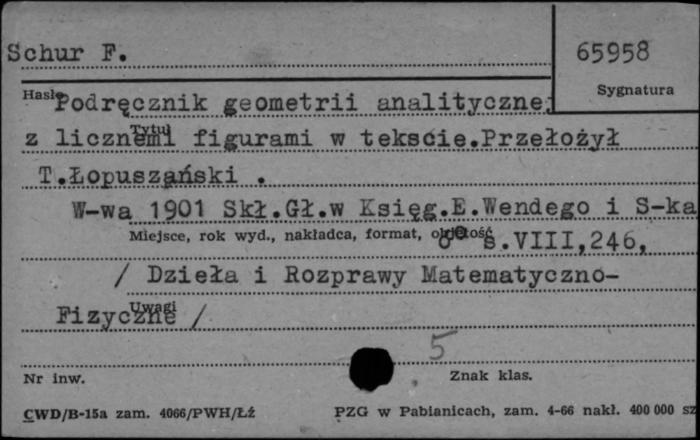 Schur F.
65958
Sygnatura
Hasło
Podręcznik geometrii analitycznej
Tytuł
z licznemi figurami w tekscie.Przełożył
T.Łopuszański .
W-wa 1901 Skł.Gł.w Księg.E.Wendego i S-ka
Miejsce, rok wyd., nakładca, format, objętość
8° s.VIII,246,
/ Dzieła i Rozprawy Matematyczno-
Uwagi
Fizyczne /
5
Nr inw.
Znak klas.
CWD/B-15a zam. 4066/PWH/Łź
PZG w Pabianicach, zam. 4-66 nakł. 400 000 sz